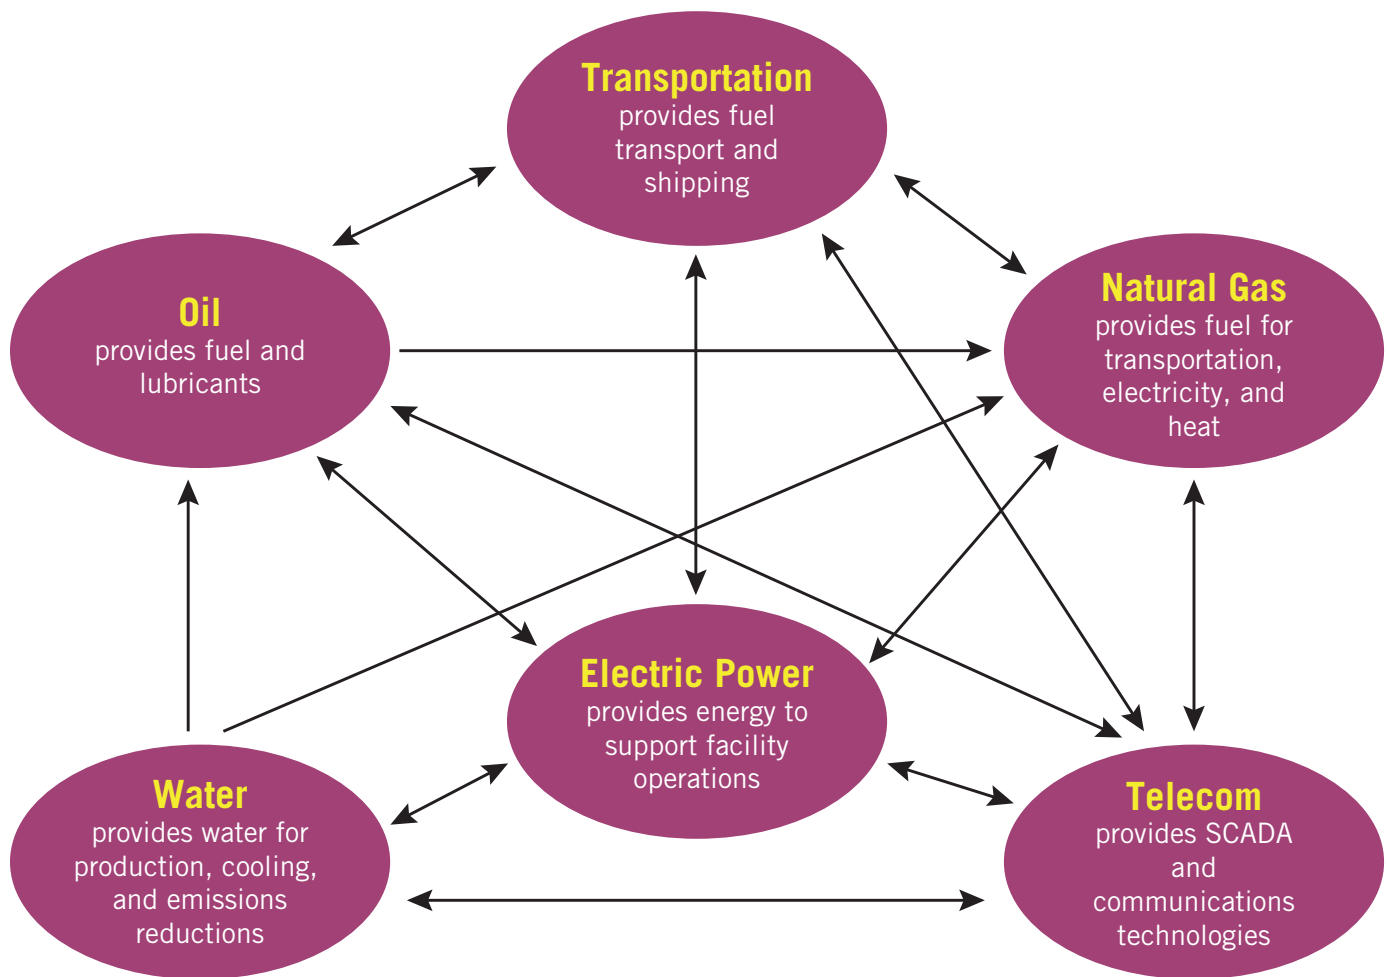 Transportation
provides fuel
transport and
shipping
Oil
provides fuel and
lubricants
Natural Gas
provides fuel for
transportation,
electricity, and
heat
Electric Power
provides energy to
support facility
operations
Water
provides water for
production, cooling,
and emissions
reductions
Telecom
provides SCADA
and
communications
technologies